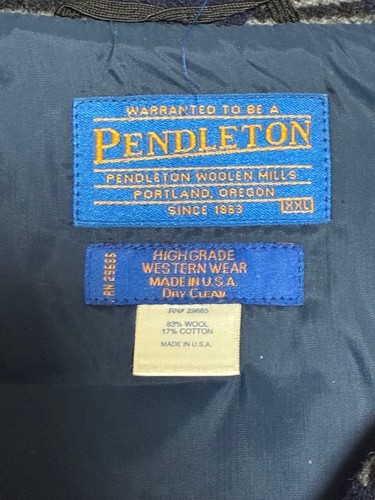 WARRANTED TO BE A
PENDLETON
PENDLETON WOOLEN MILLS
PORTLAND, OREGON
SINCE 1863
XXL
RN 29685
HIGH GRADE
WESTERN WEAR
MADE IN U.S.A.
DRY CLEAN
RN# 29685
83% WOOL
17% COTTON
MADE IN U.S.A.